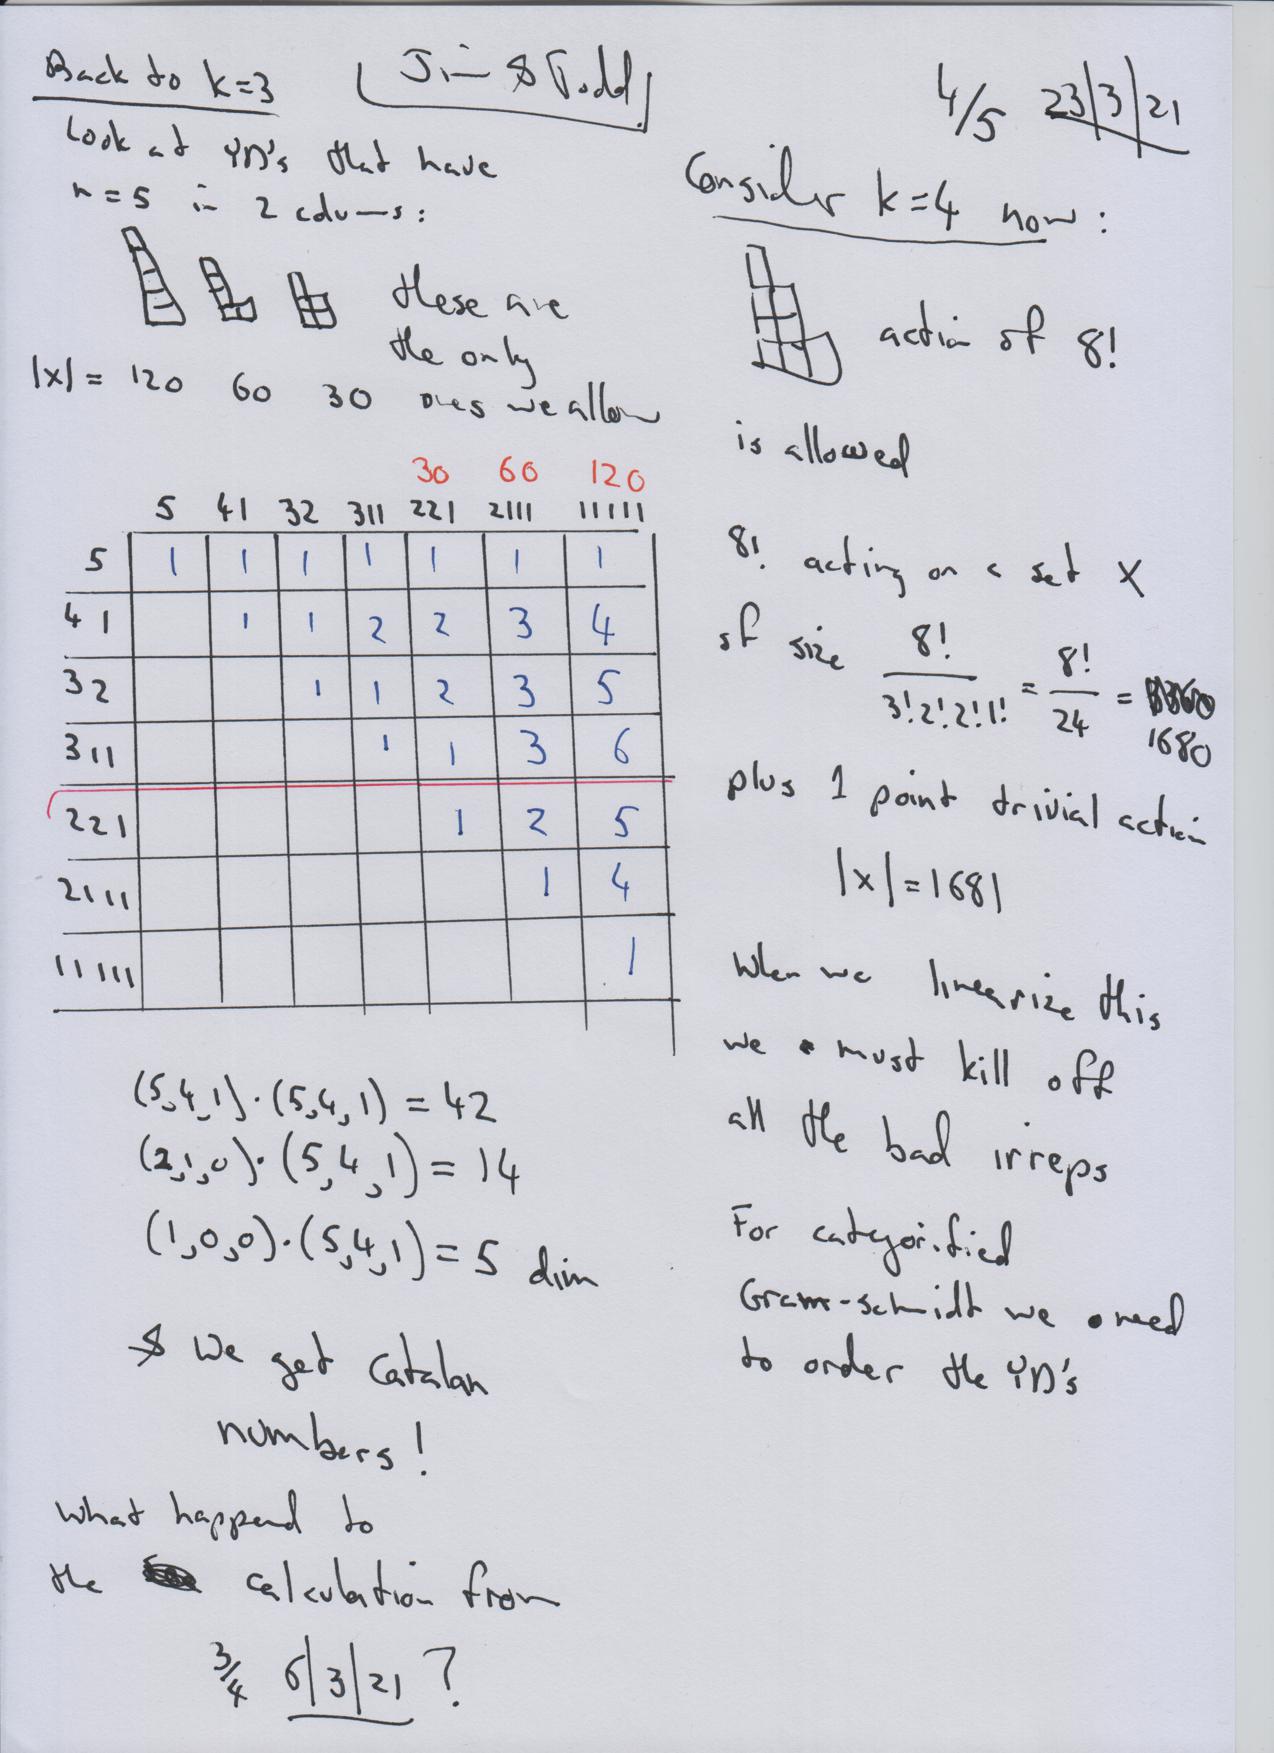 Back to k=3
Jim & Todd
4/5 23/3/21
Look at YD's that have
n=5 in 2 columns:
these are
the only
ones we allow
|x| = 120 60 30
30 60 120
5 41 32 311 221 2111 11111
5 1 1 1 1 1 1 1
41 1 1 2 2 3 4
32 1 1 2 3 5
311 1 1 3 6
221 1 2 5
2111 1 4
11111 1
(5,4,1)·(5,4,1) = 42
(2,1,0)·(5,4,1) = 14
(1,0,0)·(5,4,1) = 5 dim
& We get Catalan
numbers!
What happend to
the calculation from
3/4 6/3/21 ?
Consider k=4 now:
action of 8!
is allowed
8! acting on a set X
of size 8!/3!2!2!1! = 8!/24 =
1680
plus 1 point trivial action
|x| = 1681
When we linearize this
we must kill off
all the bad irreps
For categorified
Gram-schmidt we need
to order the YD's